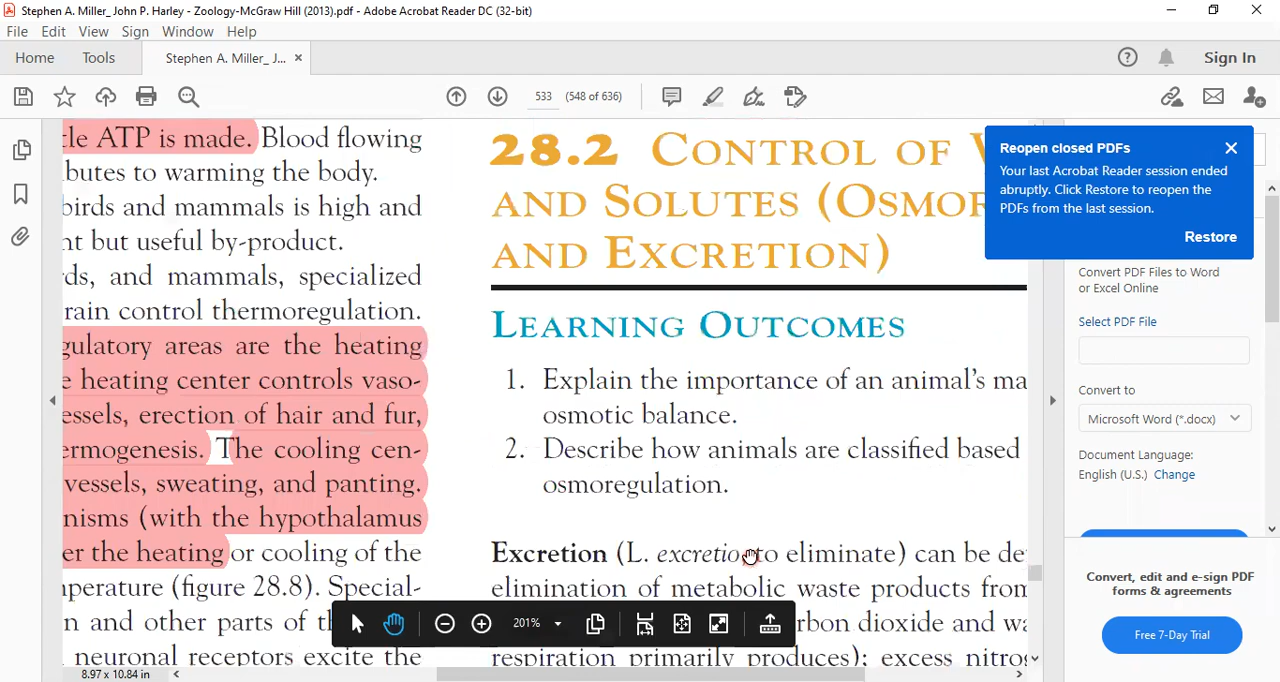 Stephen A. Miller_ John P. Harley - Zoology-McGraw Hill (2013).pdf - Adobe Acrobat Reader DC (32-bit)
File Edit View Sign Window Help
Home Tools Stephen A. Miller_ J... ×
Sign In
533 (548 of 636)
tle ATP is made. Blood flowing
butes to warming the body.
birds and mammals is high and
nt but useful by-product.
rds, and mammals, specialized
rain control thermoregulation.
gulatory areas are the heating
e heating center controls vaso-
essels, erection of hair and fur,
ermogenesis. The cooling cen-
vessels, sweating, and panting.
nisms (with the hypothalamus
er the heating or cooling of the
perature (figure 28.8). Special-
n and other parts of t
neuronal receptors excite the
28.2 CONTROL OF
AND SOLUTES (OSMOR
AND EXCRETION)
LEARNING OUTCOMES
1. Explain the importance of an animal's ma
osmotic balance.
2. Describe how animals are classified based
osmoregulation.
Excretion (L. excretio to eliminate) can be de
elimination of metabolic waste products from
rbon dioxide and wa
respiration primarily produces); excess nitrog
201%
8.97 x 10.84 in
Reopen closed PDFs
Your last Acrobat Reader session ended
abruptly. Click Restore to reopen the
PDFs from the last session.
Restore
Convert PDF Files to Word
or Excel Online
Select PDF File
Convert to
Microsoft Word (*.docx)
Document Language:
English (U.S.) Change
Convert, edit and e-sign PDF
forms & agreements
Free 7-Day Trial